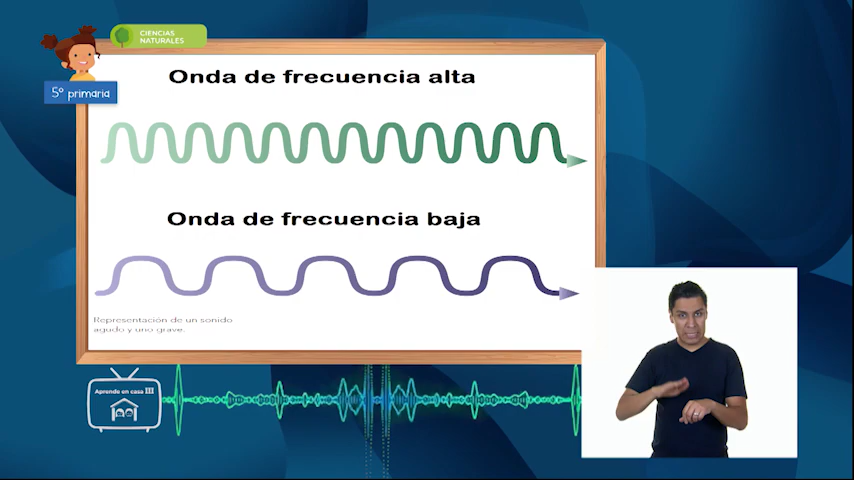 CIENCIAS
NATURALES
5° primaria
Onda de frecuencia alta
Onda de frecuencia baja
Representación de un sonido
agudo y uno grave.
Aprende en casa III